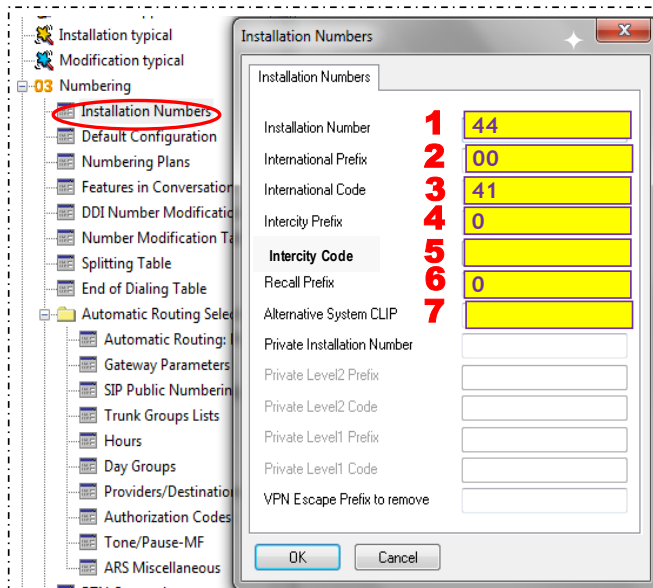 Installation typical
Modification typical
03 Numbering
Installation Numbers
Default Configuration
Numbering Plans
Features in Conversation
DDI Number Modificatio
Number Modification Ta
Splitting Table
End of Dialing Table
Automatic Routing Selec
Automatic Routing:
Gateway Parameters
SIP Public Numberin
Trunk Groups Lists
Hours
Day Groups
Providers/Destination
Authorization Codes
Tone/Pause-MF
ARS Miscellaneous
Installation Numbers
X
Installation Numbers
Installation Number 1 44
International Prefix 2 00
International Code 3 41
Intercity Prefix 4 0
Intercity Code 5
Recall Prefix 6 0
Alternative System CLIP 7
Private Installation Number
Private Level2 Prefix
Private Level2 Code
Private Level1 Prefix
Private Level1 Code
VPN Escape Prefix to remove
OK Cancel